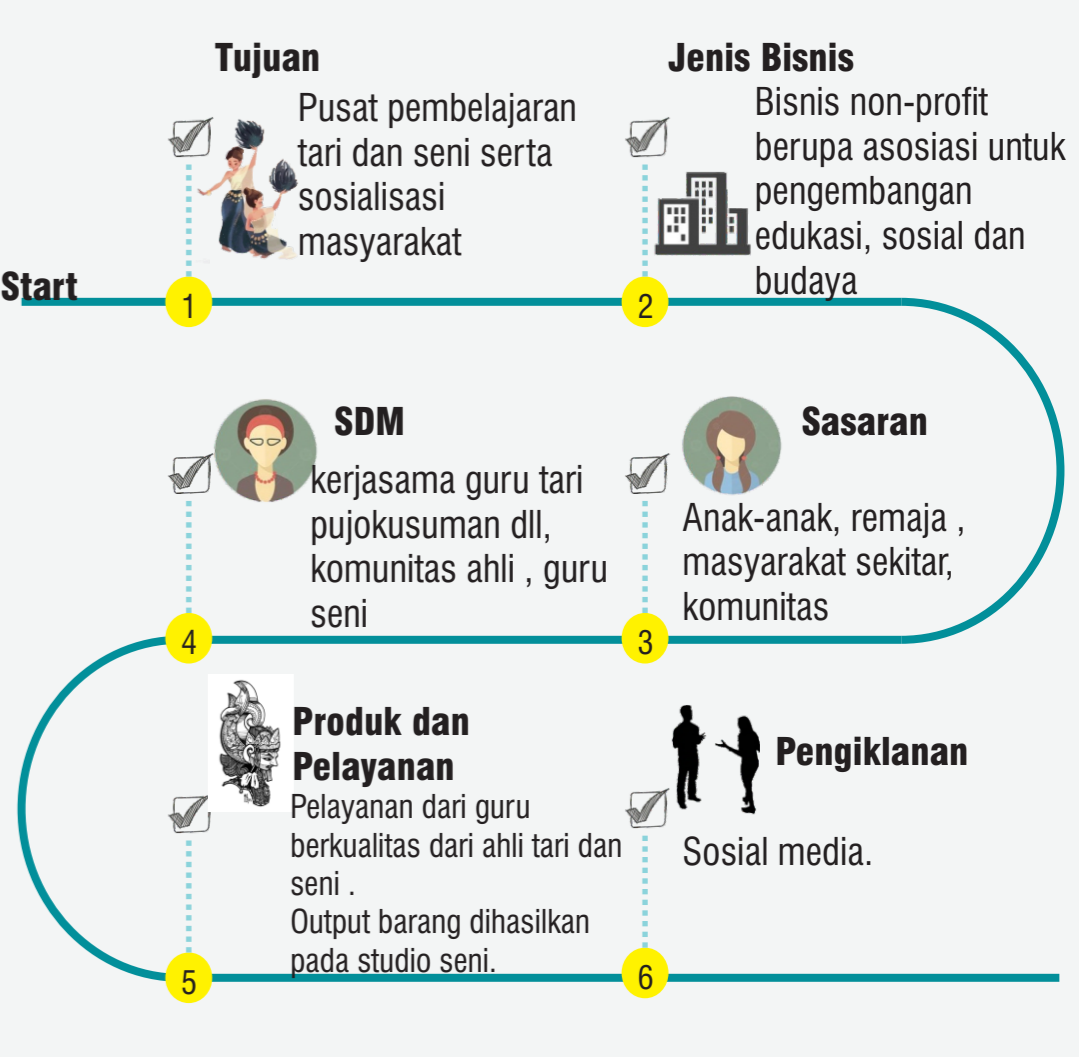 Tujuan
Pusat pembelajaran
tari dan seni serta
sosialisasi
masyarakat
Jenis Bisnis
Bisnis non-profit
berupa asosiasi untuk
pengembangan
edukasi, sosial dan
budaya
Start
1
2
Sasaran
Anak-anak, remaja ,
masyarakat sekitar,
komunitas
3
SDM
kerjasama guru tari
pujokusuman dll,
komunitas ahli , guru
seni
4
Produk dan
Pelayanan
Pelayanan dari guru
berkualitas dari ahli tari dan
seni .
Output barang dihasilkan
pada studio seni.
5
Pengiklanan
Sosial media.
6